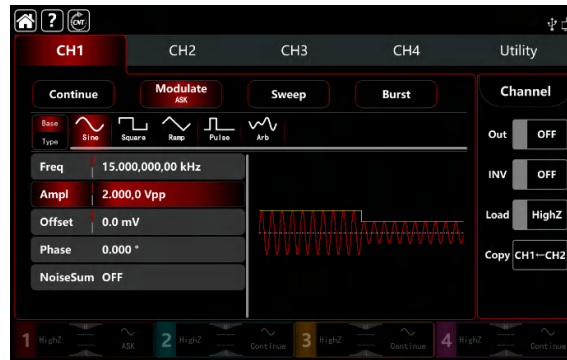 ? CNT
CH1 CH2 CH3 CH4 Utility
Continue Modulate Sweep Burst Channel
ASK
Base
Type Sine Square Ramp Pulse Arb
Out OFF
Freq 15.000,000,00 kHz
INV OFF
Ampl 2.000,0 Vpp
Offset 0.0 mV
Load HighZ
Phase 0.000 °
Copy CH1←CH2
NoiseSum OFF
1 HighZ ASK 2 HighZ Continue 3 HighZ Continue 4 HighZ Continue